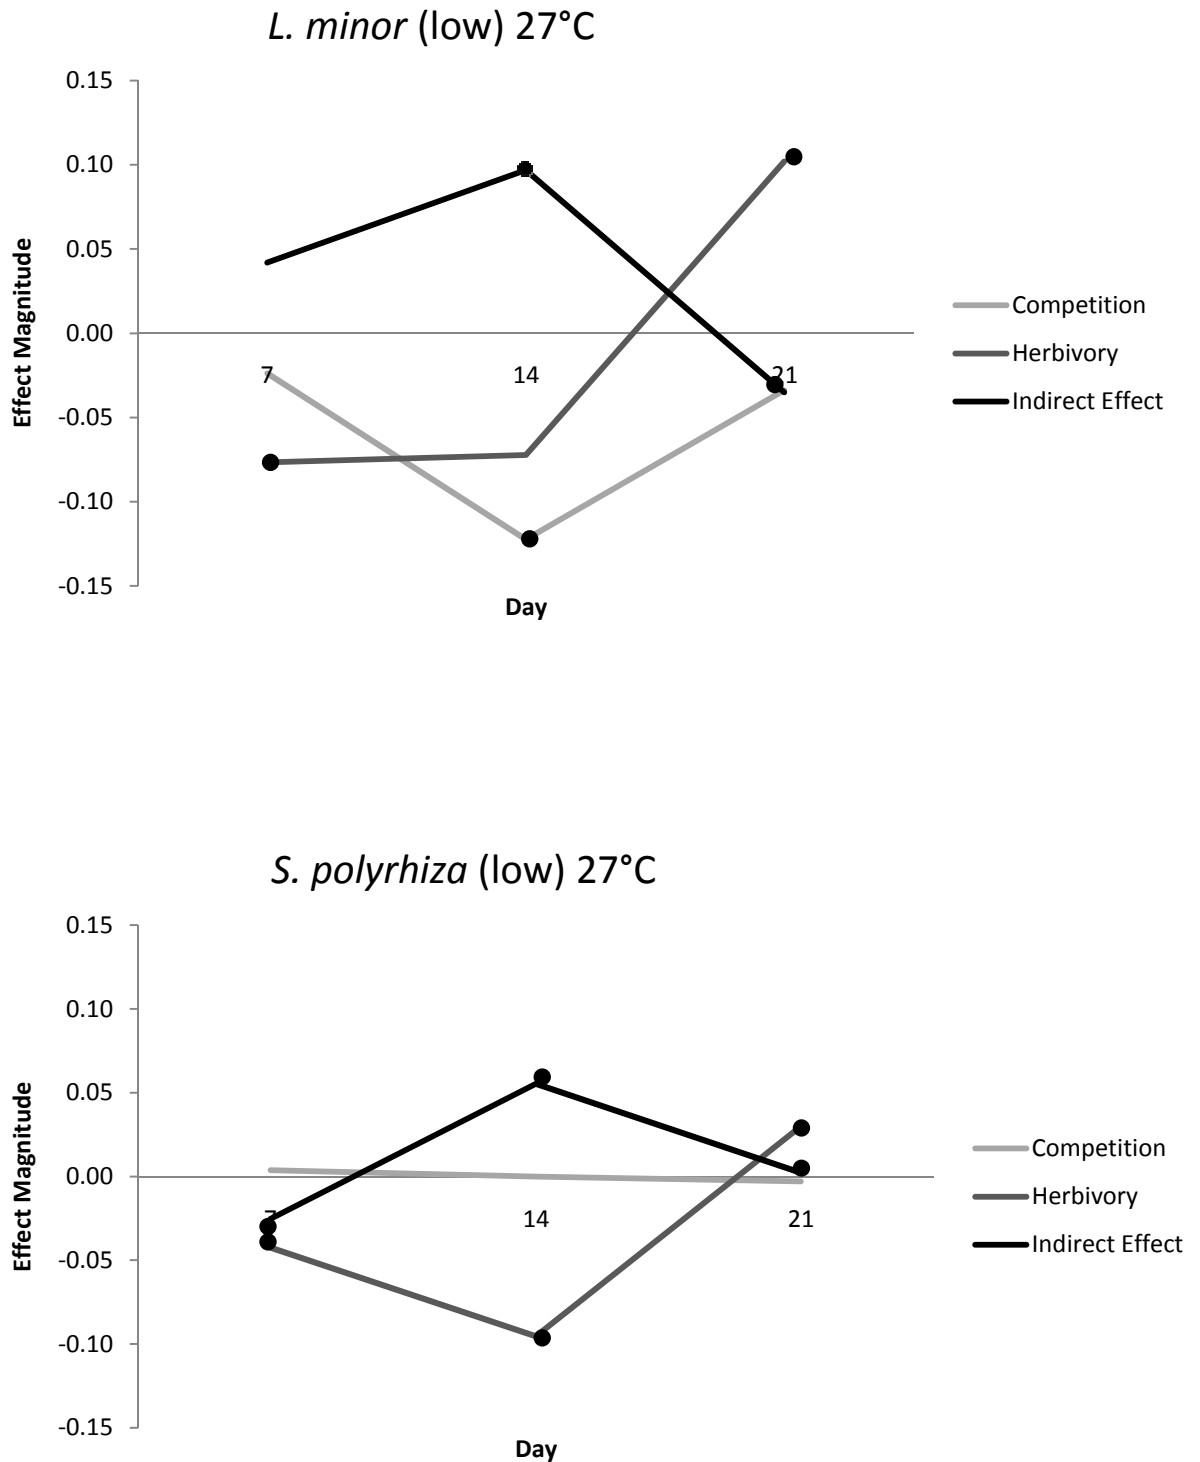 L. minor (low) 27°C
0.15
0.10
0.05
0.00
-0.05
-0.10
-0.15
Effect Magnitude
7 14 21
Day
Competition
Herbivory
Indirect Effect
S. polyrhiza (low) 27°C
0.15
0.10
0.05
0.00
-0.05
-0.10
-0.15
Effect Magnitude
7 14 21
Day
Competition
Herbivory
Indirect Effect